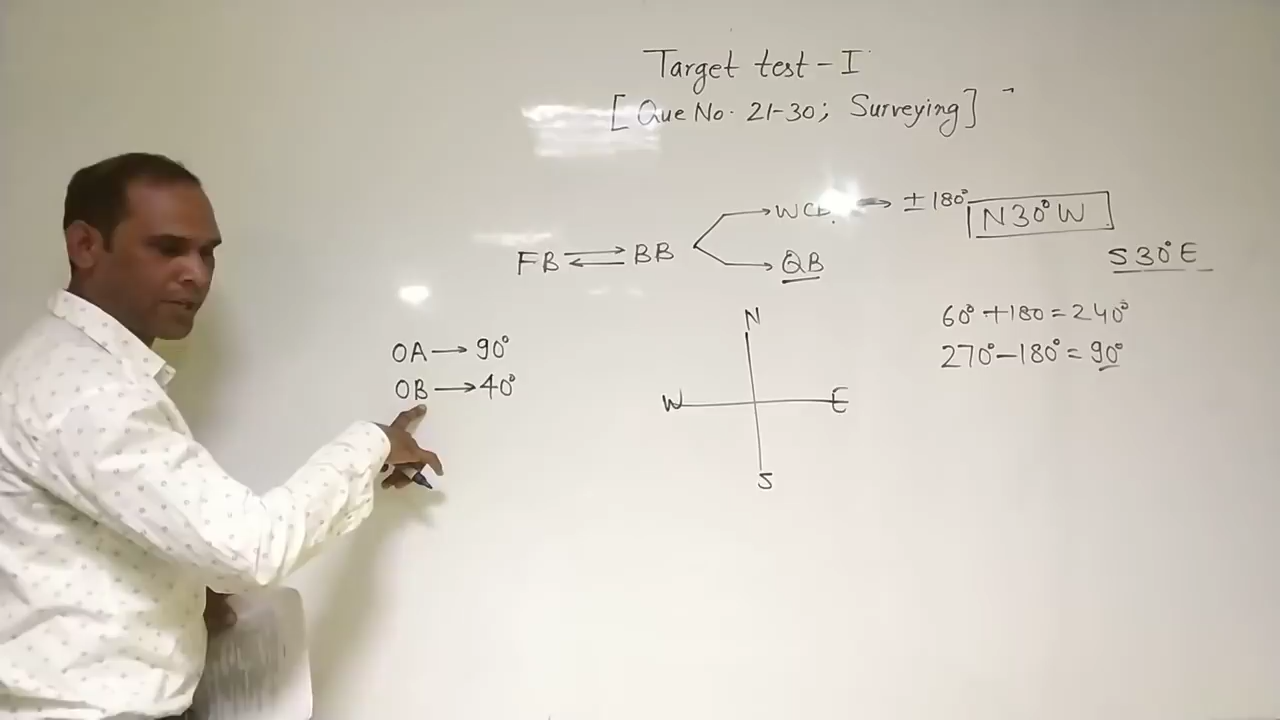 Target test - I
[Que No. 21-30; Surveying]
FB ⇌ BB
→ WCB → ±180°
→ QB
N30°W
S30°E
60° + 180 = 240°
270° - 180° = 90°
OA → 90°
OB → 40°
N
W E
S